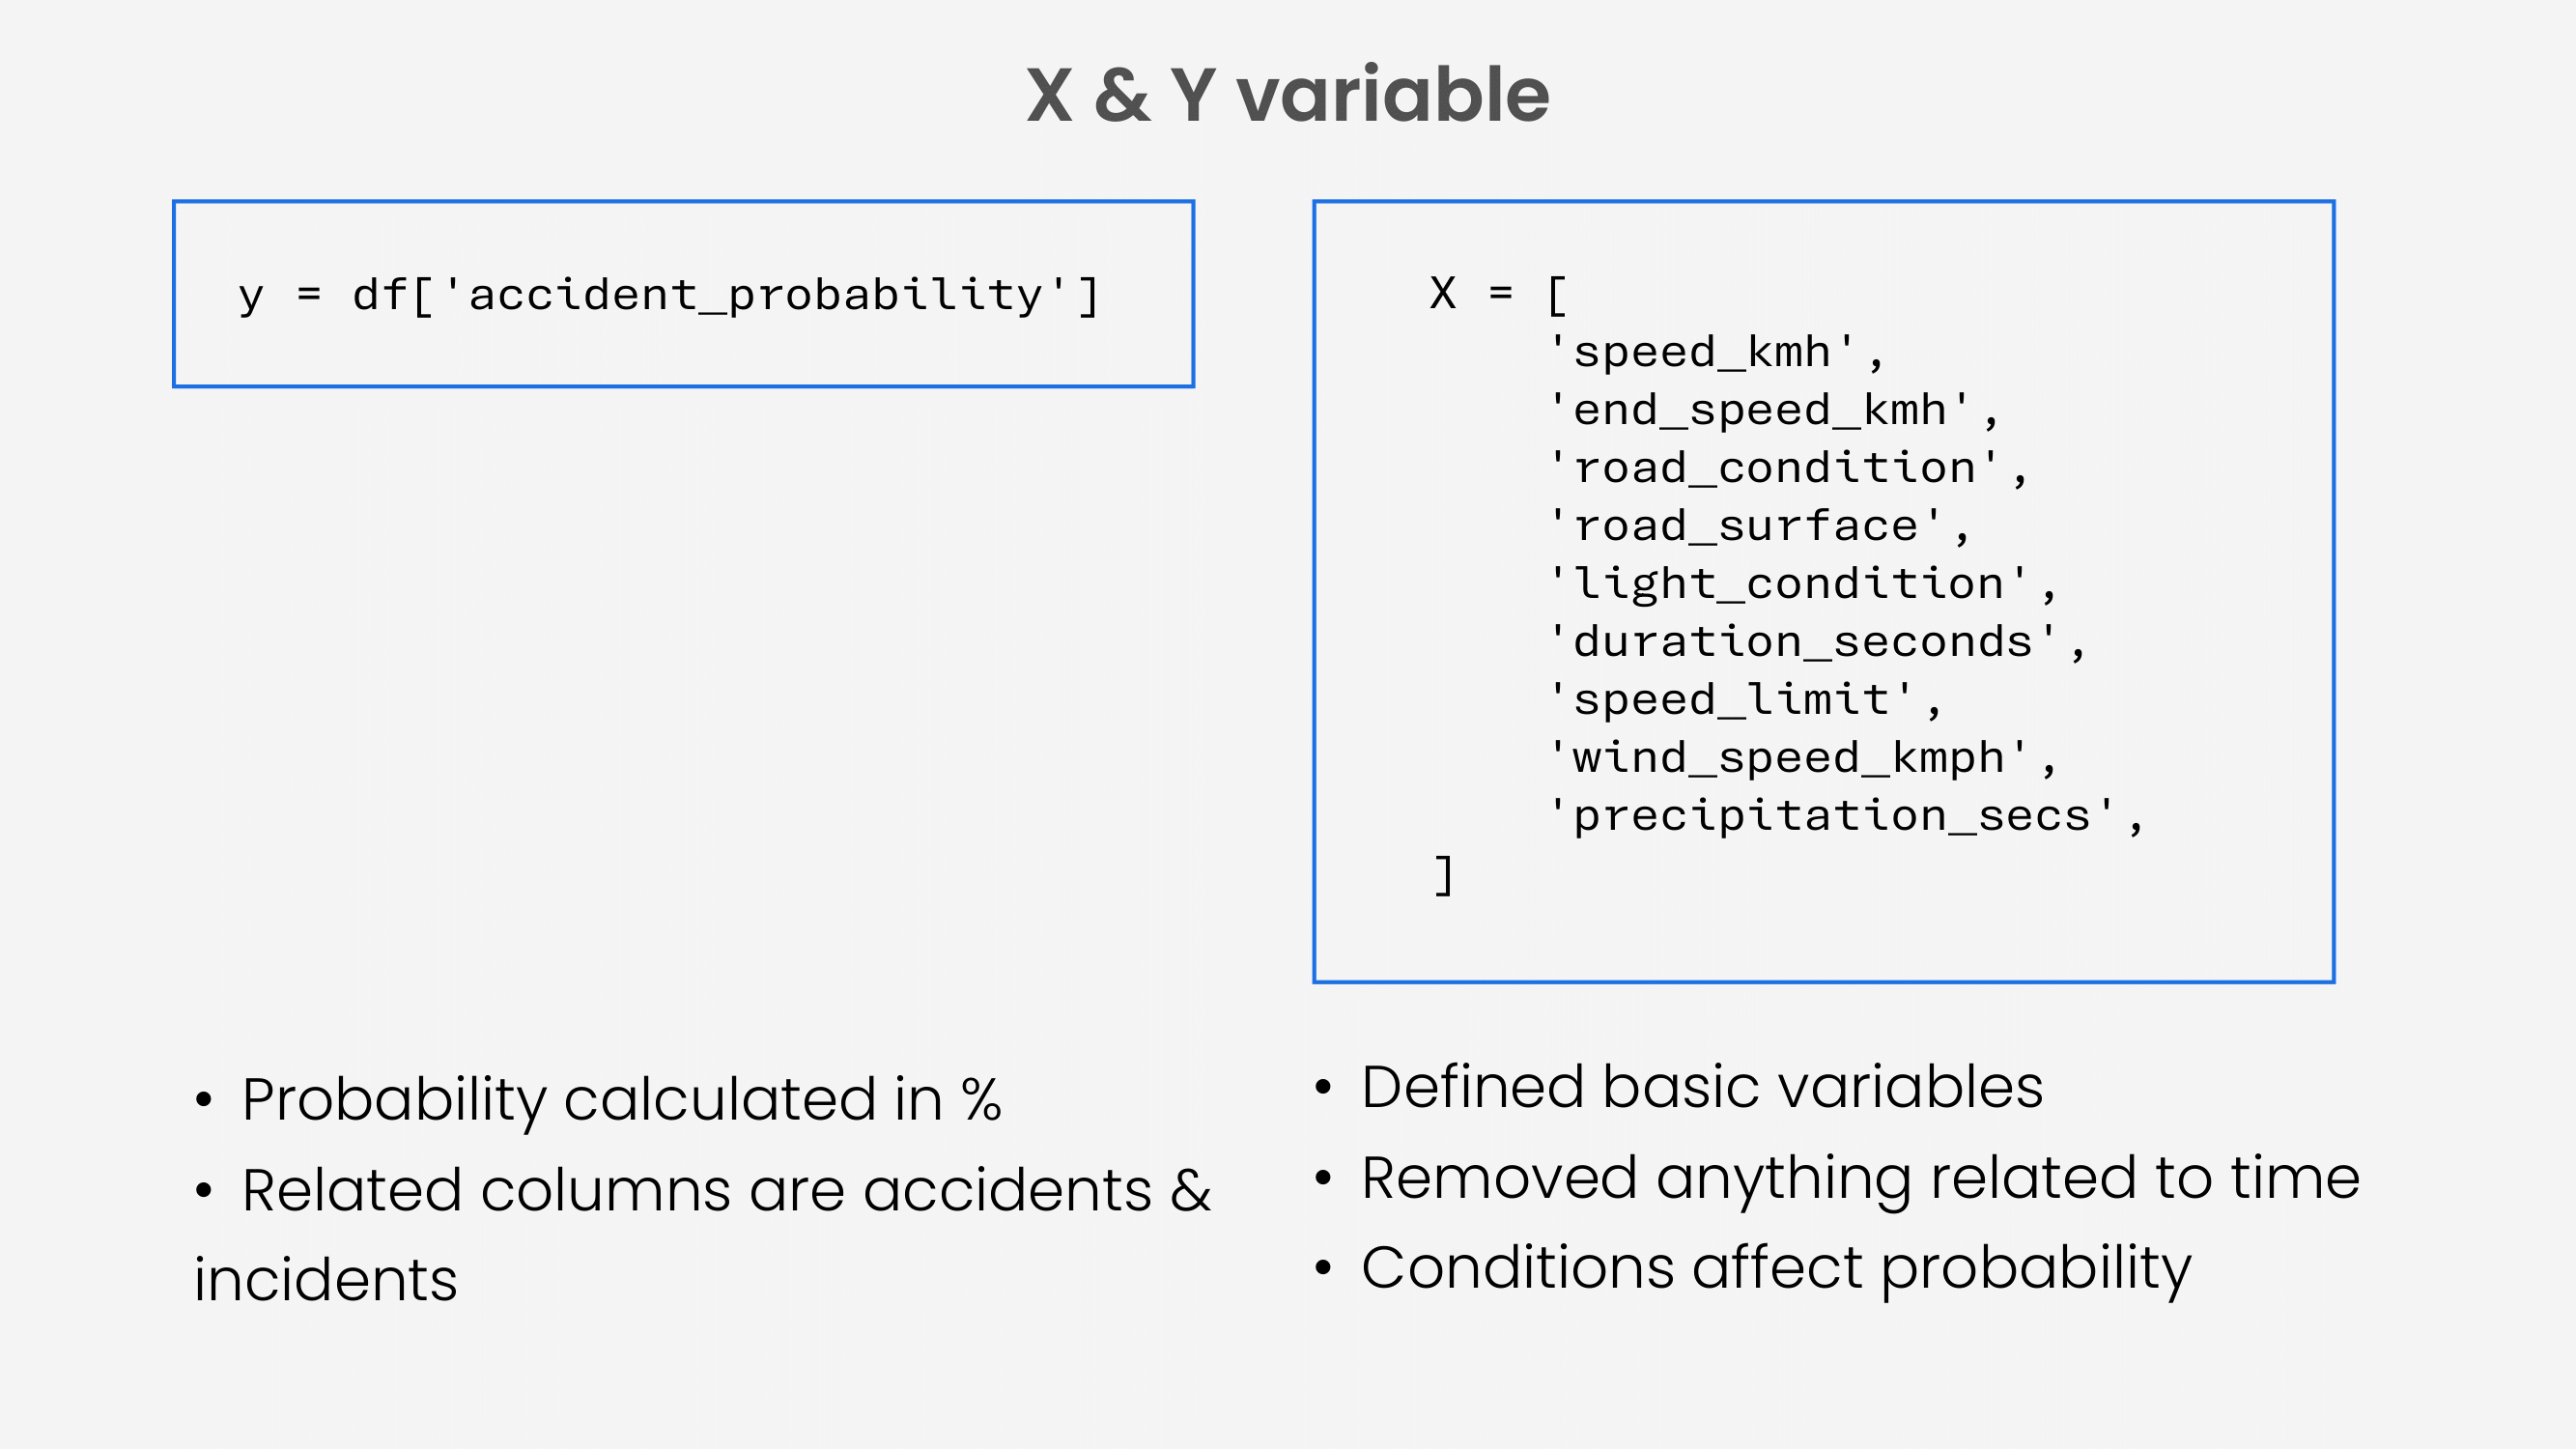 X & Y variable
y = df['accident_probability']
X = [
'speed_kmh',
'end_speed_kmh',
'road_condition',
'road_surface',
'light_condition',
'duration_seconds',
'speed_limit',
'wind_speed_kmph',
'precipitation_secs',
]
• Probability calculated in %
• Related columns are accidents &
incidents
• Defined basic variables
• Removed anything related to time
• Conditions affect probability